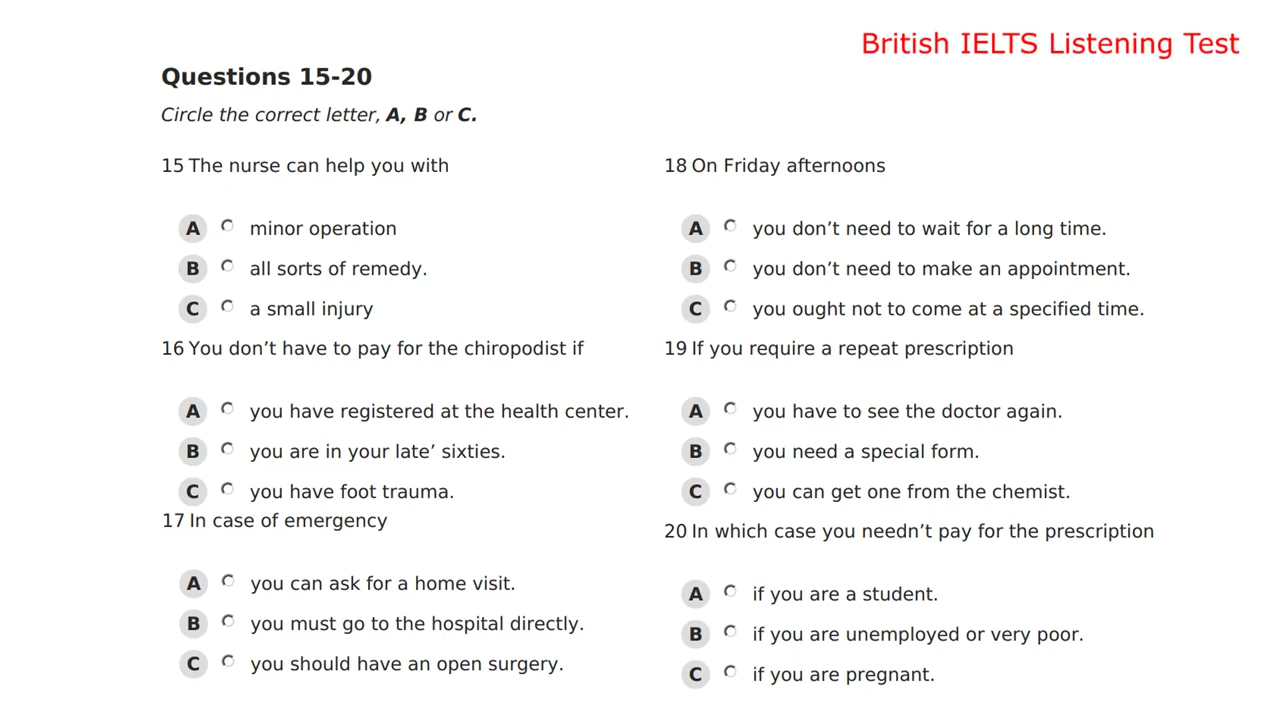 British IELTS Listening Test
Questions 15-20
Circle the correct letter, A, B or C.
15 The nurse can help you with
A minor operation
B all sorts of remedy.
C a small injury
16 You don’t have to pay for the chiropodist if
A you have registered at the health center.
B you are in your late’ sixties.
C you have foot trauma.
17 In case of emergency
A you can ask for a home visit.
B you must go to the hospital directly.
C you should have an open surgery.
18 On Friday afternoons
A you don’t need to wait for a long time.
B you don’t need to make an appointment.
C you ought not to come at a specified time.
19 If you require a repeat prescription
A you have to see the doctor again.
B you need a special form.
C you can get one from the chemist.
20 In which case you needn’t pay for the prescription
A if you are a student.
B if you are unemployed or very poor.
C if you are pregnant.